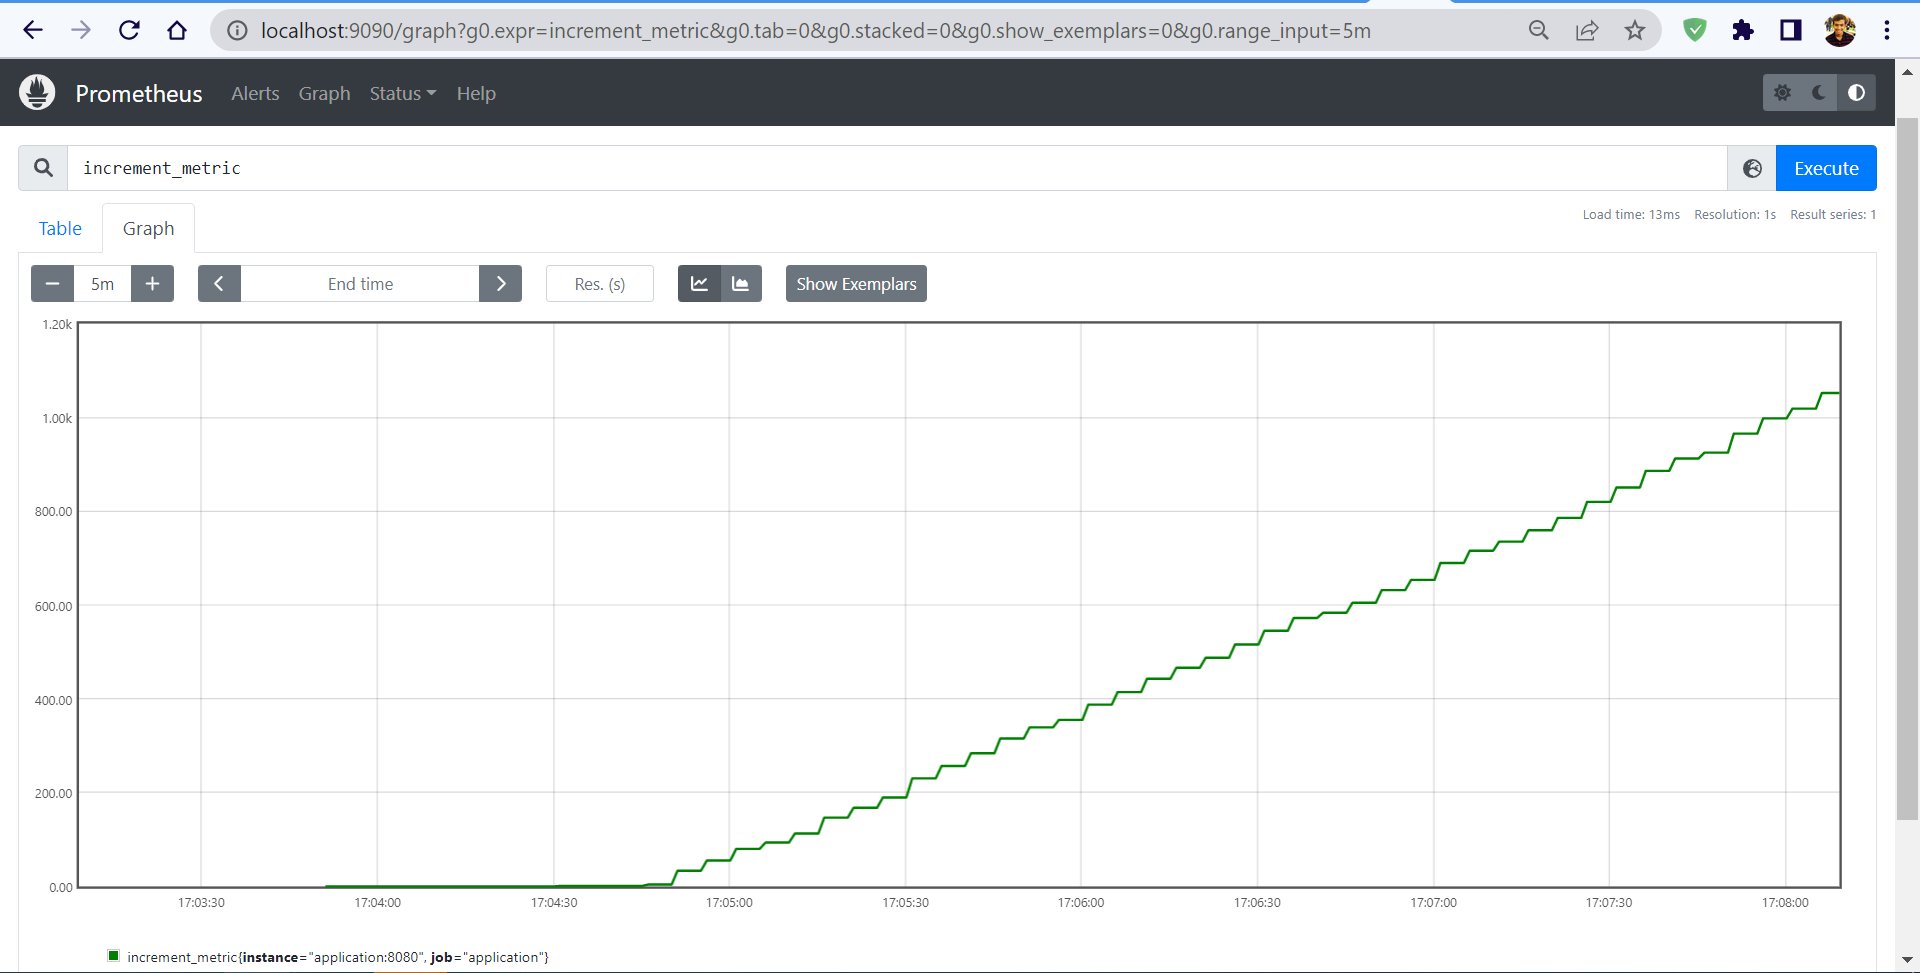 localhost:9090/graph?g0.expr=increment_metric&g0.tab=0&g0.stacked=0&g0.show_exemplars=0&g0.range_input=5m
Prometheus Alerts Graph Status Help
increment_metric Execute
Table Graph Load time: 13ms Resolution: 1s Result series: 1
5m End time Res. (s) Show Exemplars
1.20k
1.00k
800.00
600.00
400.00
200.00
0.00
17:03:30 17:04:00 17:04:30 17:05:00 17:05:30 17:06:00 17:06:30 17:07:00 17:07:30 17:08:00
increment_metric{instance="application:8080", job="application"}